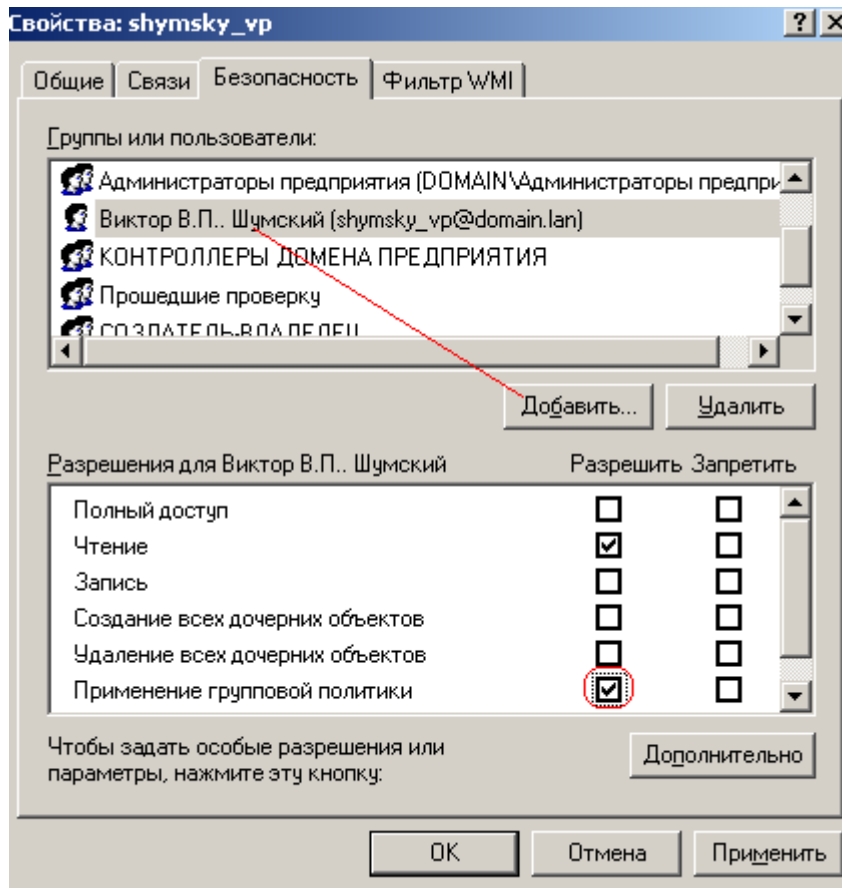 Свойства: shymsky_vp
Общие Связи Безопасность Фильтр WMI
Группы или пользователи:
Администраторы предприятия (DOMAIN\Администраторы предпри
Виктор В.П.. Шумский (shymsky_vp@domain.lan)
КОНТРОЛЛЕРЫ ДОМЕНА ПРЕДПРИЯТИЯ
Прошедшие проверку
СОЗДАТЕЛЬ-ВЛАДЕЛЕЦ
Добавить... Удалить
Разрешения для Виктор В.П.. Шумский Разрешить Запретить
Полный доступ
Чтение
Запись
Создание всех дочерних объектов
Удаление всех дочерних объектов
Применение групповой политики
Чтобы задать особые разрешения или
параметры, нажмите эту кнопку:
Дополнительно
OK Отмена Применить